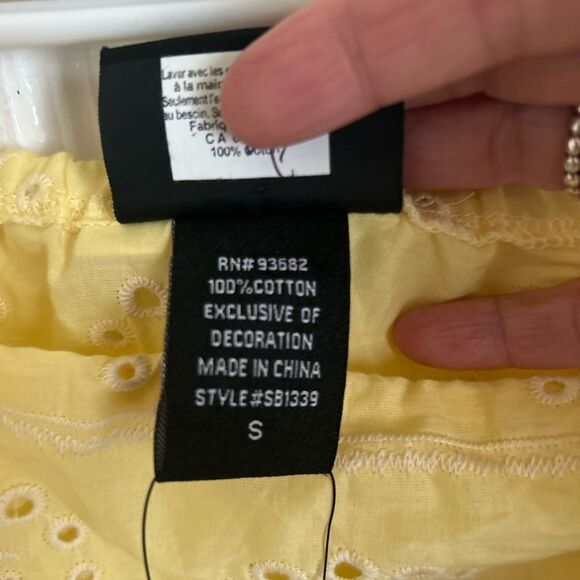 Laver avec les
à la main
Seulement
au besoin.
Fabriq
C A
100%
RN# 93682
100%COTTON
EXCLUSIVE OF
DECORATION
MADE IN CHINA
STYLE#SB1339
S